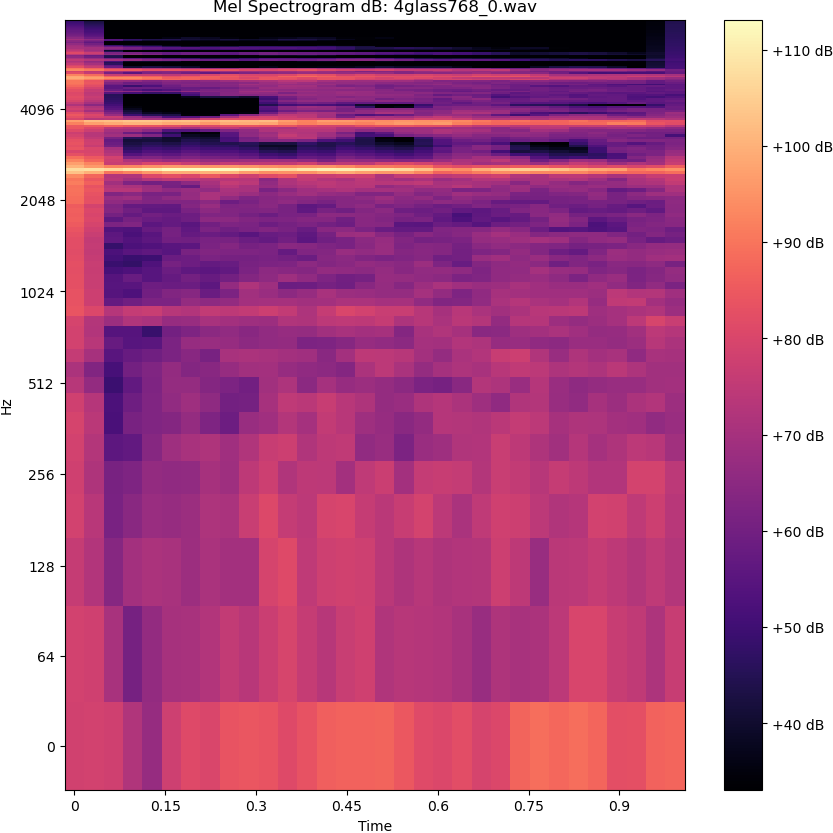 Mel Spectrogram dB: 4glass768_0.wav
+110 dB
4096
+100 dB
2048
+90 dB
1024
+80 dB
512
Hz
+70 dB
256
+60 dB
128
+50 dB
64
+40 dB
0
0 0.15 0.3 0.45 0.6 0.75 0.9
Time